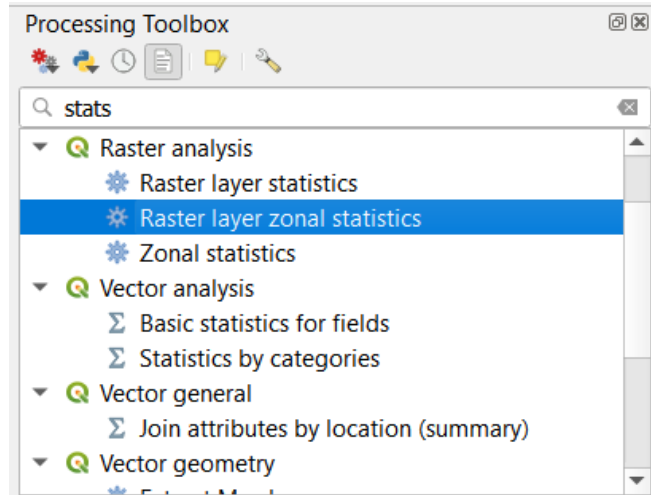 Processing Toolbox
stats
Raster analysis
Raster layer statistics
Raster layer zonal statistics
Zonal statistics
Vector analysis
Basic statistics for fields
Statistics by categories
Vector general
Join attributes by location (summary)
Vector geometry